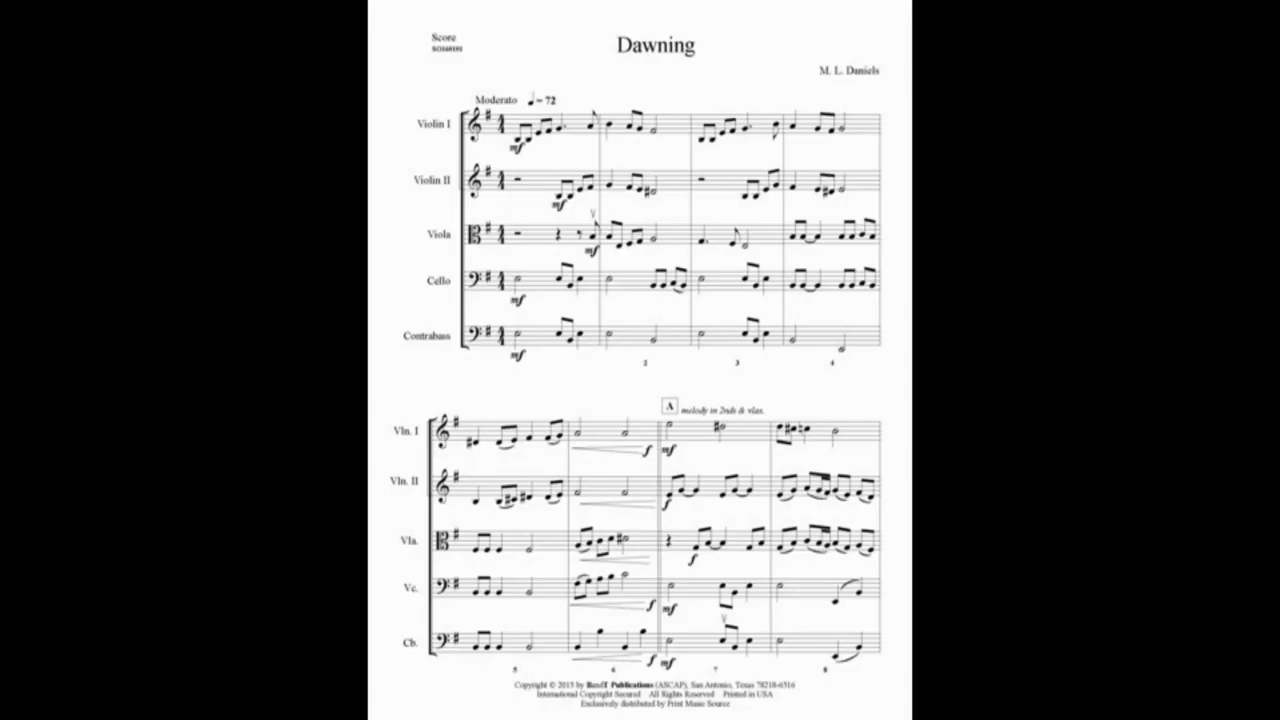 Score
Dawning
M. L. Daniels
Moderato = 72
Violin I
mf
Violin II
mf
Viola
mf
Cello
mf
Contrabass
mf
2 3 4
A melody in 2nds & vlas.
Vln. I
f mf
Vln. II
f
Vla.
f
Vc.
f mf
Cb.
f mf
5 6 7 8
Copyright © 2015 by RandT Publications (ASCAP), San Antonio, Texas 78218-6516
International Copyright Secured All Rights Reserved Printed in USA
Exclusively distributed by Print Music Source